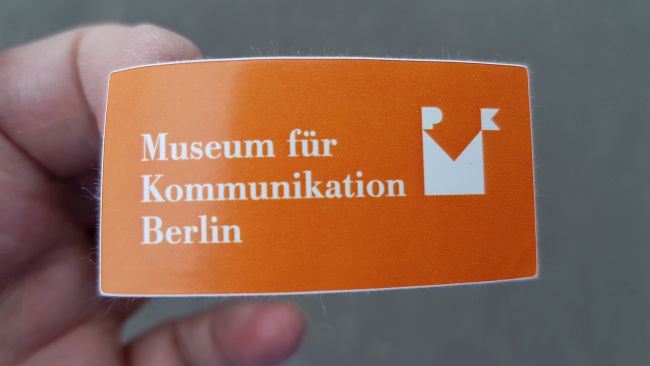 Museum für
Kommunikation
Berlin
P K
M